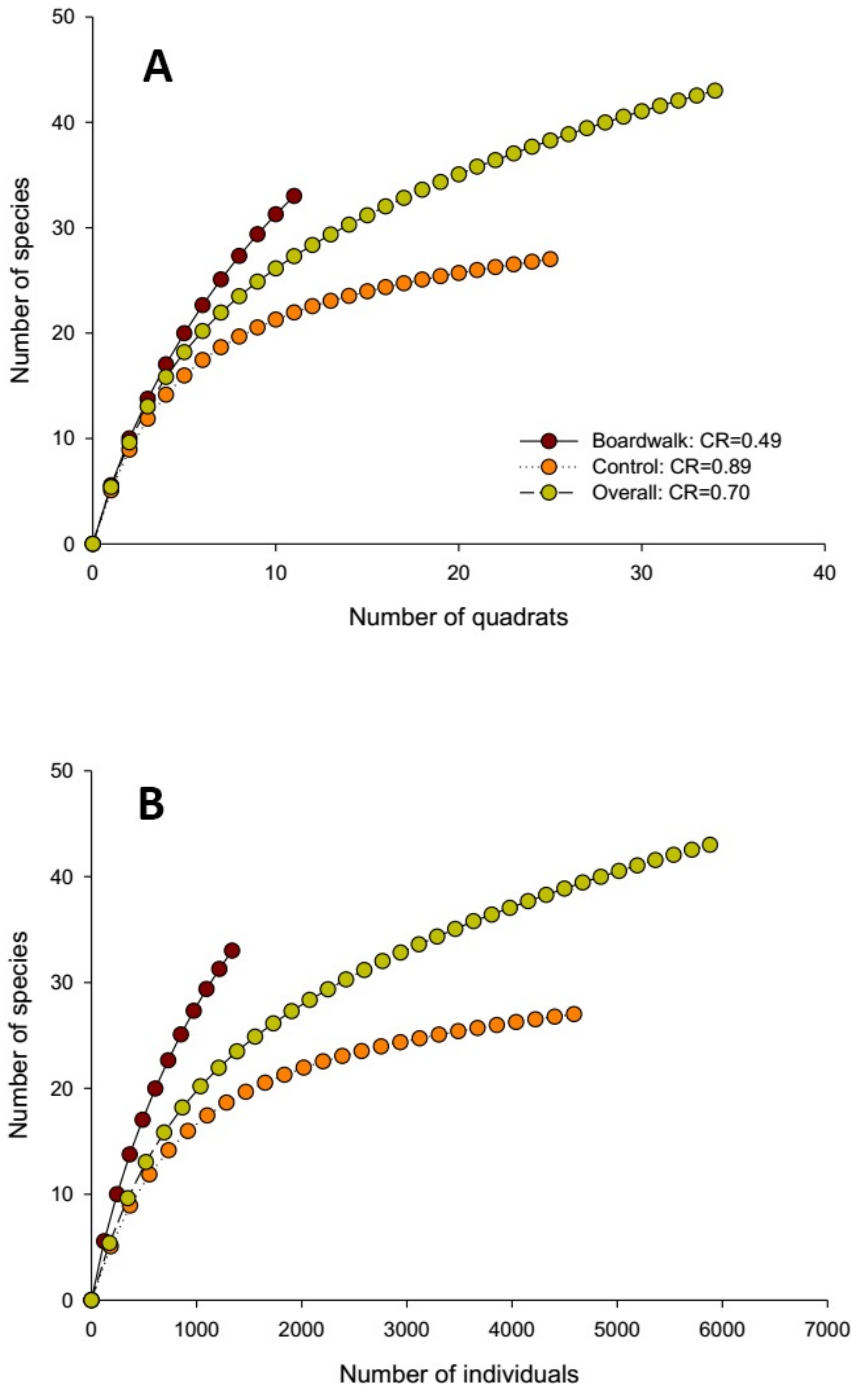 50
A
40
30
20
10
0
Number of species
Boardwalk: CR=0.49
Control: CR=0.89
Overall: CR=0.70
0 10 20 30 40
Number of quadrats
50
B
40
30
20
10
0
Number of species
0 1000 2000 3000 4000 5000 6000 7000
Number of individuals